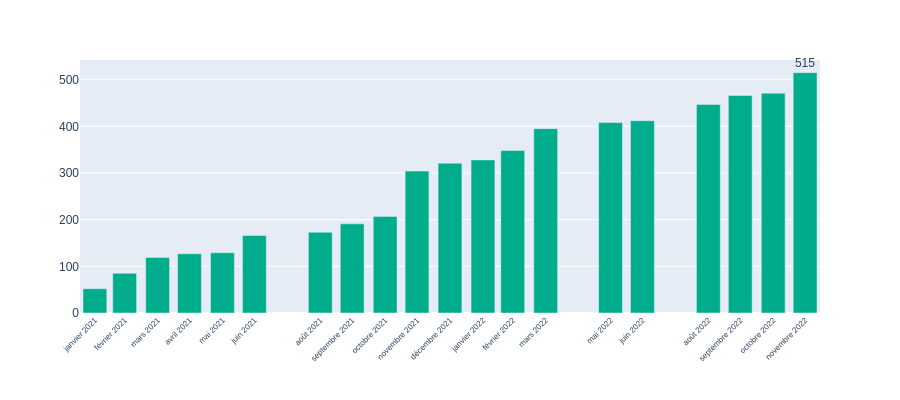 515
500
400
300
200
100
0
janvier 2021
février 2021
mars 2021
avril 2021
mai 2021
juin 2021
août 2021
septembre 2021
octobre 2021
novembre 2021
décembre 2021
janvier 2022
février 2022
mars 2022
mai 2022
juin 2022
août 2022
septembre 2022
octobre 2022
novembre 2022